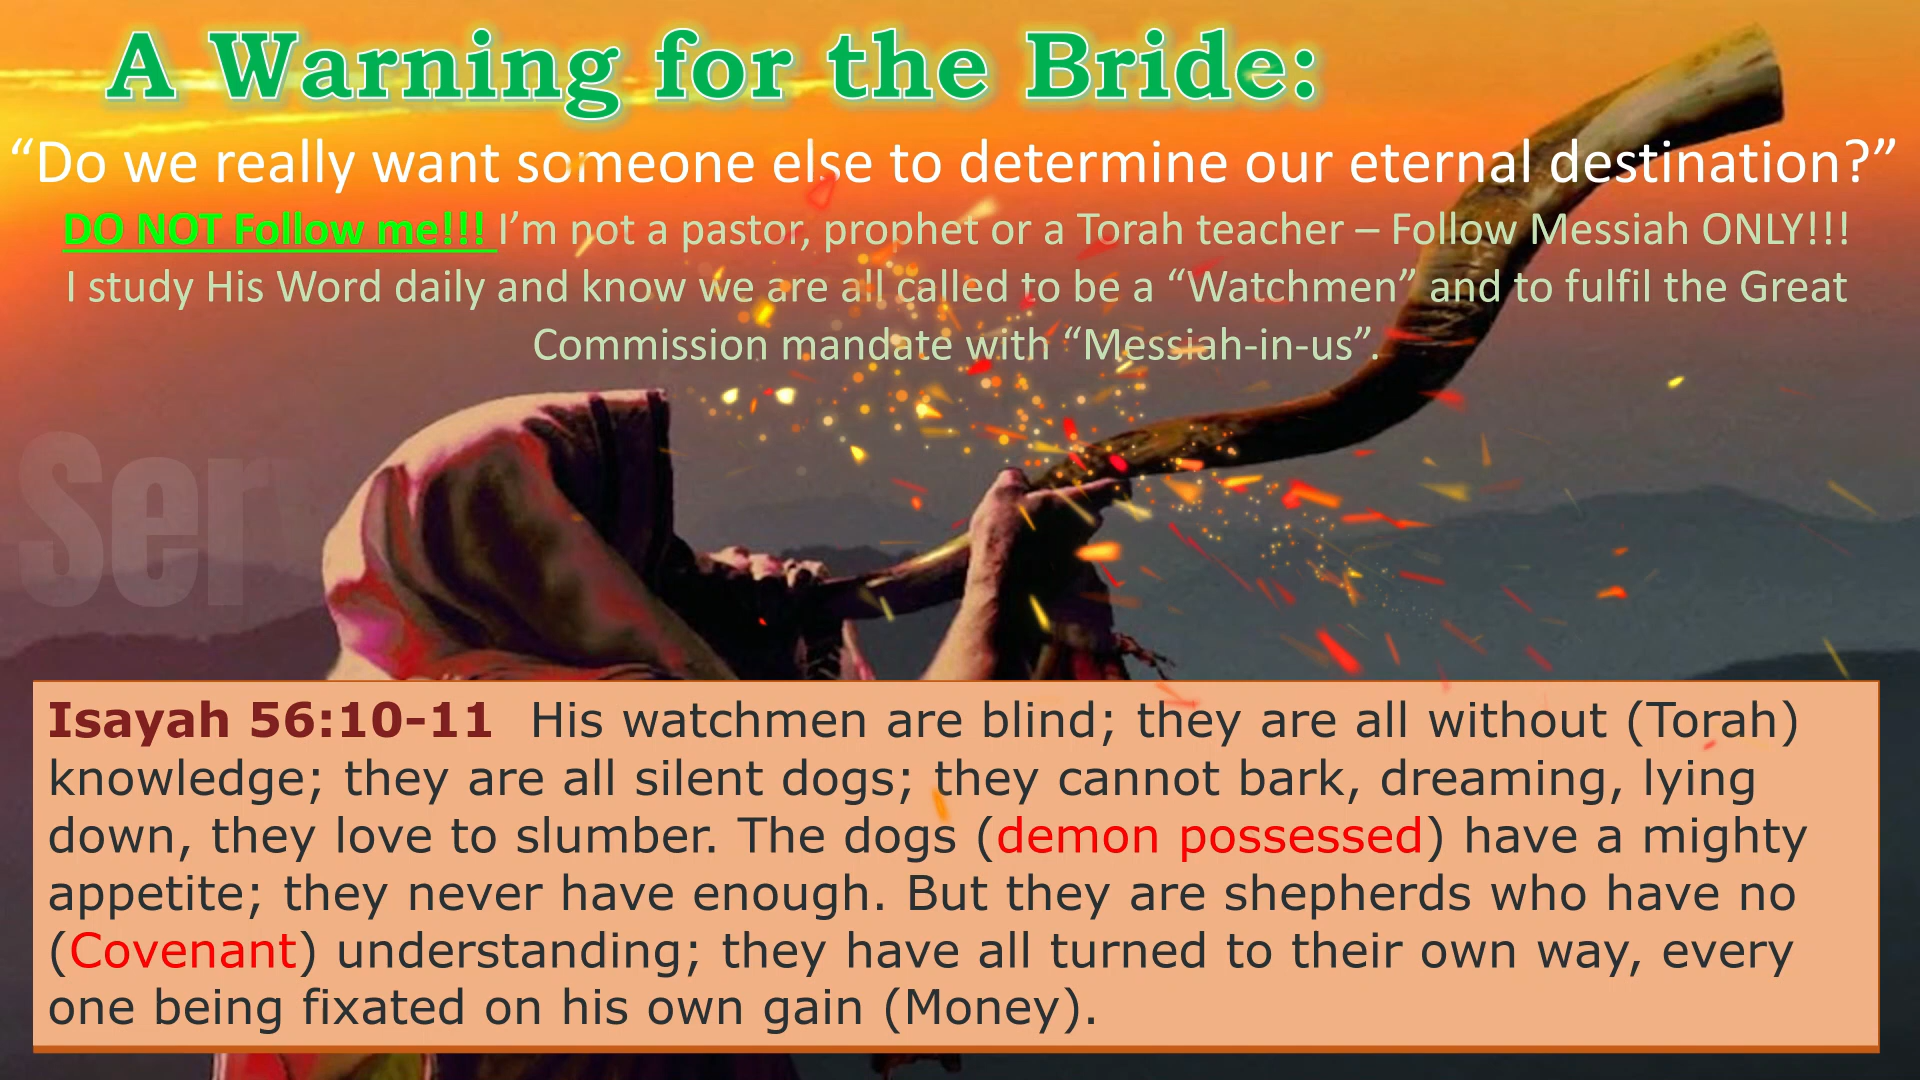 A Warning for the Bride:
“Do we really want someone else to determine our eternal destination?”
DO NOT Follow me!!! I’m not a pastor, prophet or a Torah teacher – Follow Messiah ONLY!!!
I study His Word daily and know we are all called to be a “Watchmen” and to fulfil the Great
Commission mandate with “Messiah-in-us”.
Ser
Isayah 56:10-11 His watchmen are blind; they are all without (Torah)
knowledge; they are all silent dogs; they cannot bark, dreaming, lying
down, they love to slumber. The dogs (demon possessed) have a mighty
appetite; they never have enough. But they are shepherds who have no
(Covenant) understanding; they have all turned to their own way, every
one being fixated on his own gain (Money).